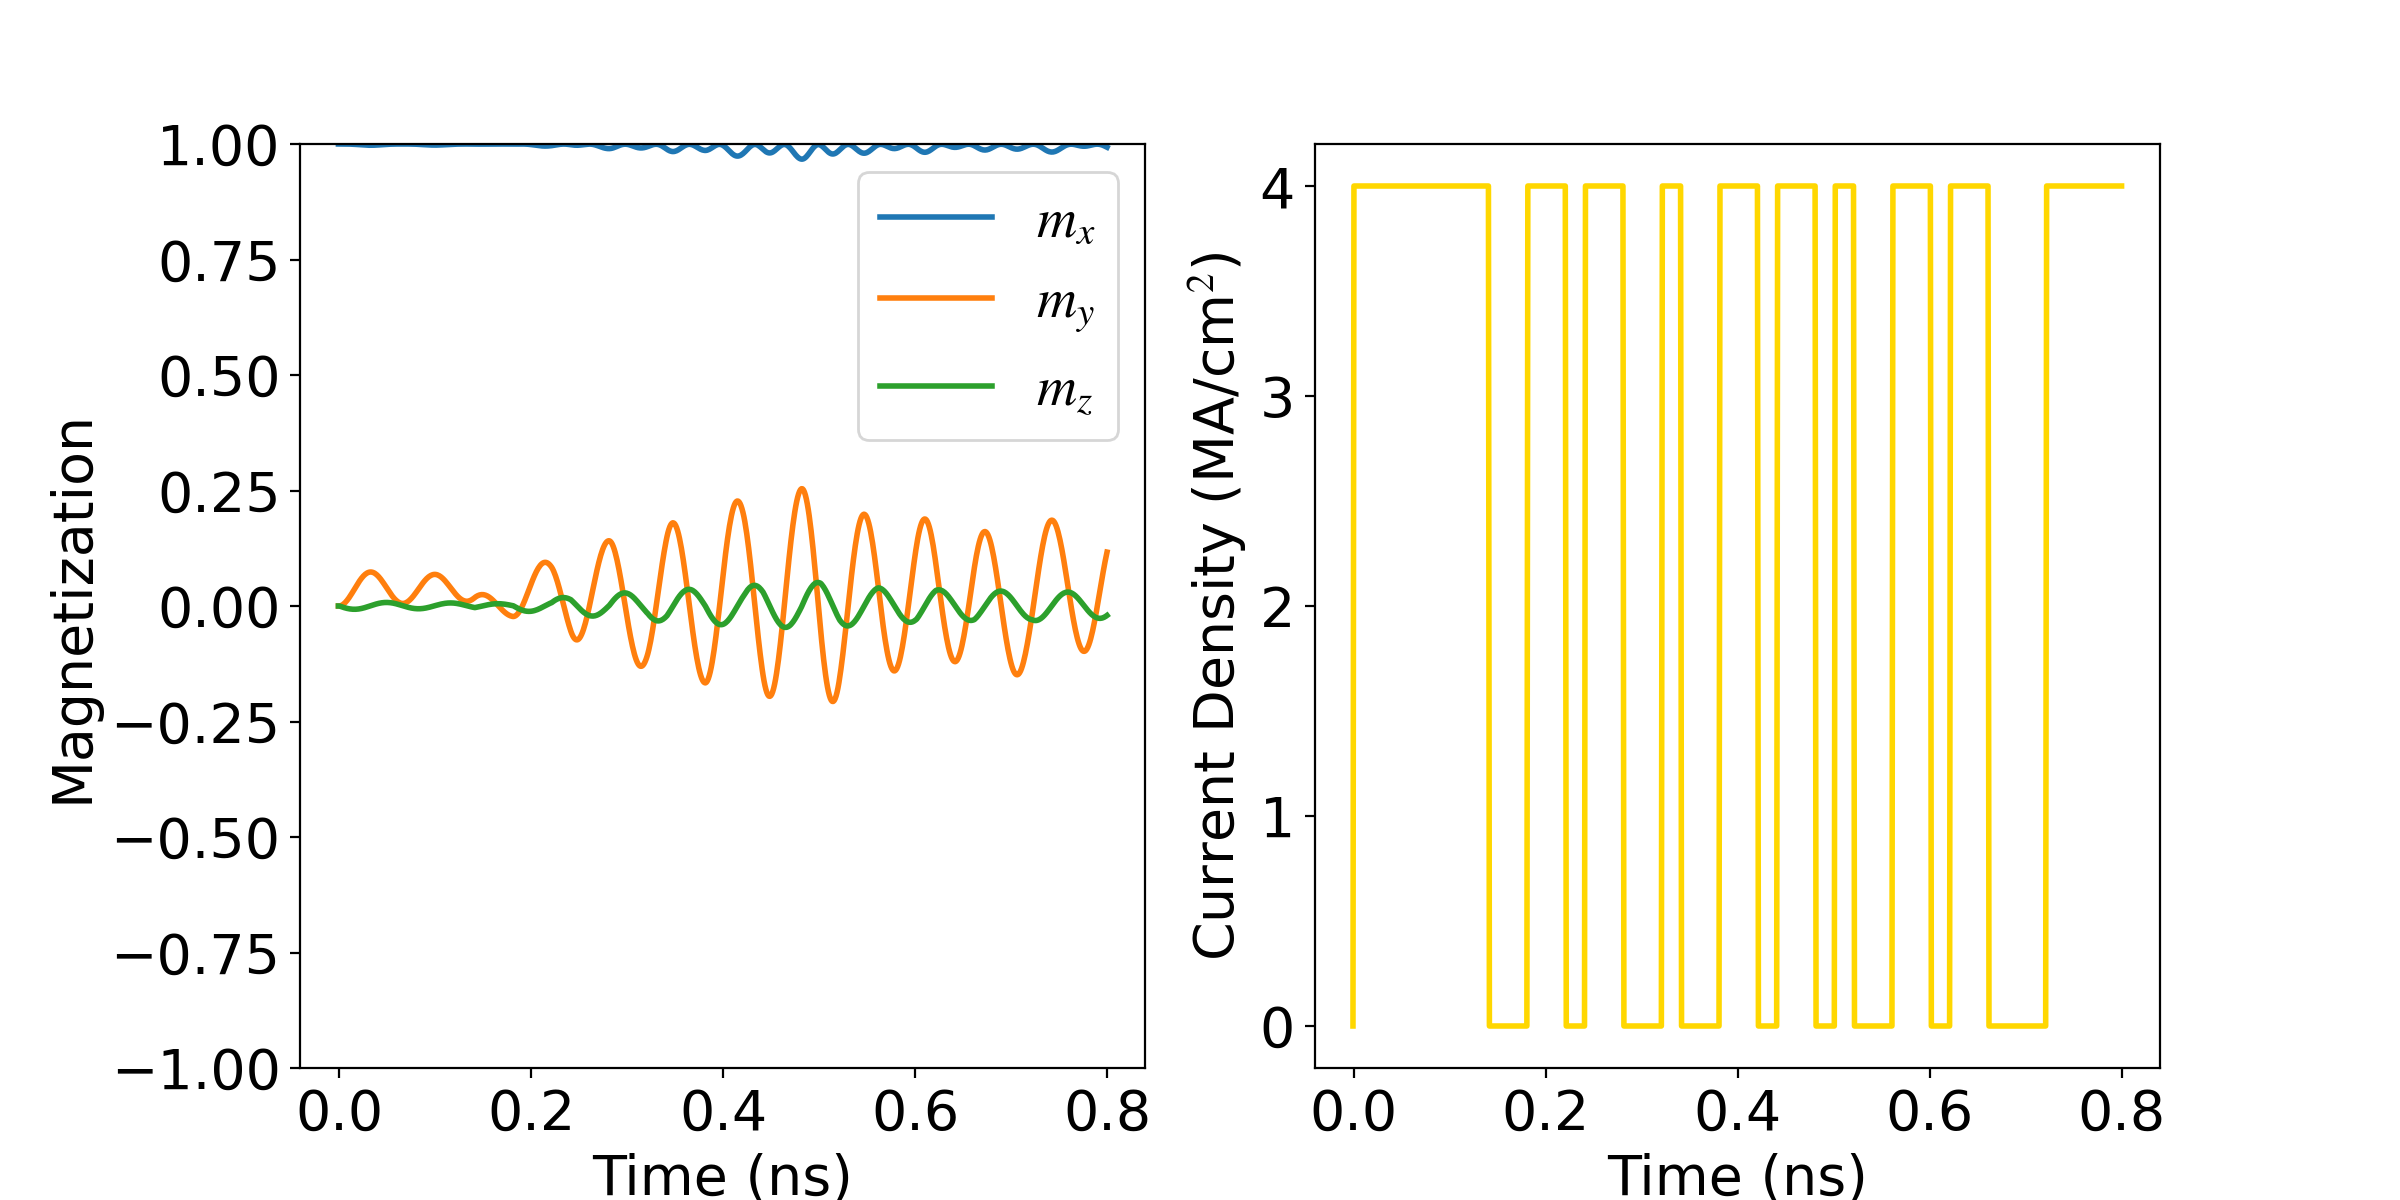 Magnetization
1.00
0.75
0.50
0.25
0.00
−0.25
−0.50
−0.75
−1.00
0.0 0.2 0.4 0.6 0.8
Time (ns)
m_x
m_y
m_z
Current Density (MA/cm²)
4
3
2
1
0
0.0 0.2 0.4 0.6 0.8
Time (ns)